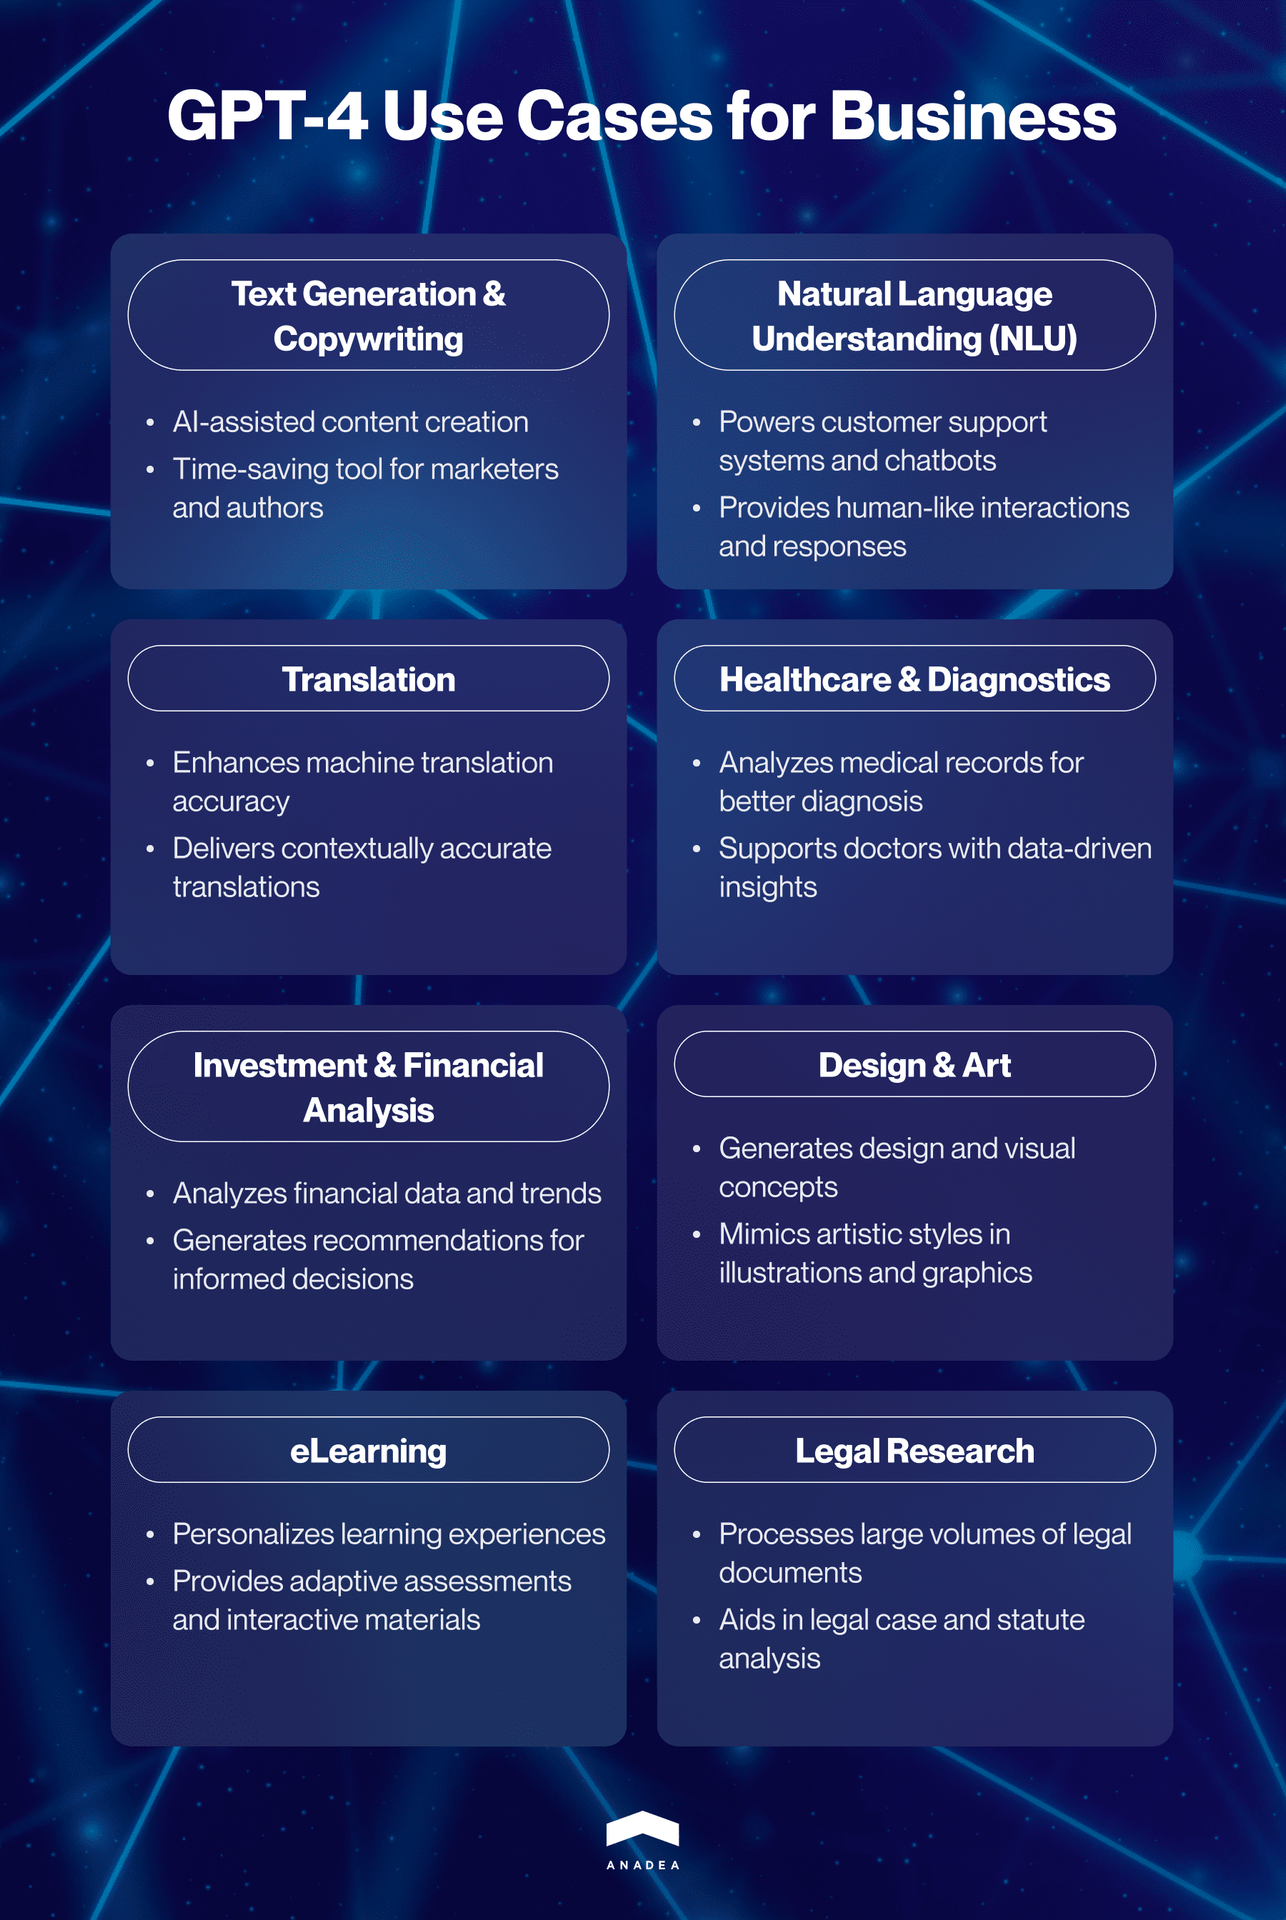 GPT-4 Use Cases for Business
Text Generation &
Copywriting
• AI-assisted content creation
• Time-saving tool for marketers
and authors
Natural Language
Understanding (NLU)
• Powers customer support
systems and chatbots
• Provides human-like interactions
and responses
Translation
• Enhances machine translation
accuracy
• Delivers contextually accurate
translations
Healthcare & Diagnostics
• Analyzes medical records for
better diagnosis
• Supports doctors with data-driven
insights
Investment & Financial
Analysis
• Analyzes financial data and trends
• Generates recommendations for
informed decisions
Design & Art
• Generates design and visual
concepts
• Mimics artistic styles in
illustrations and graphics
eLearning
• Personalizes learning experiences
• Provides adaptive assessments
and interactive materials
Legal Research
• Processes large volumes of legal
documents
• Aids in legal case and statute
analysis
ANADEA